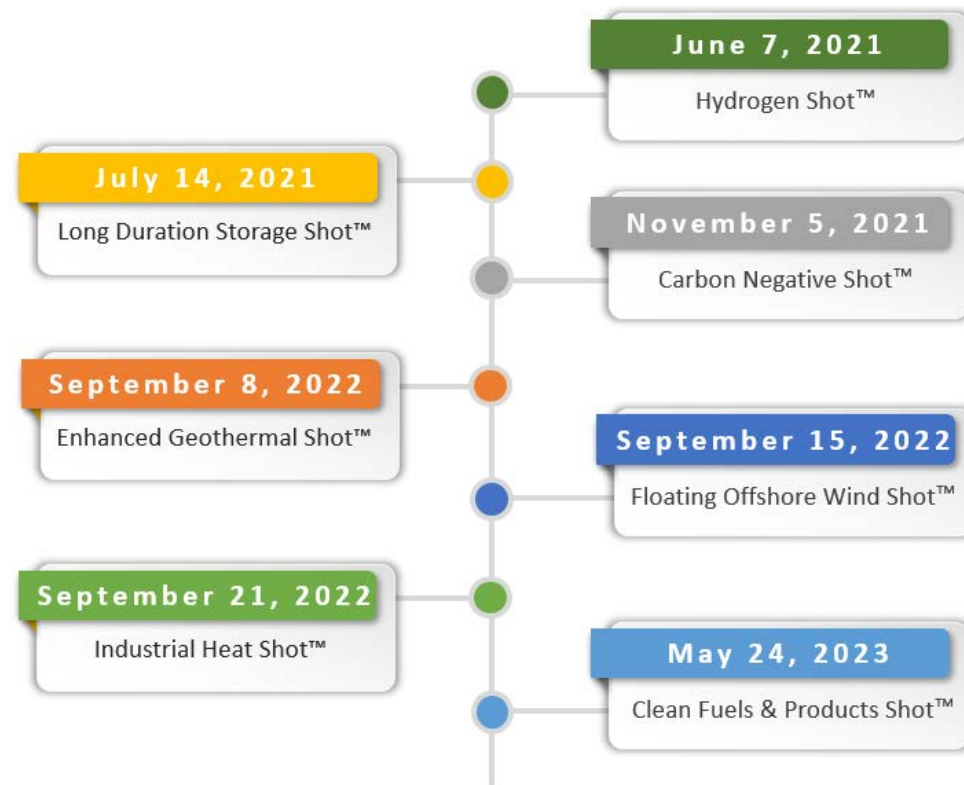 June 7, 2021
Hydrogen Shot™
July 14, 2021
Long Duration Storage Shot™
November 5, 2021
Carbon Negative Shot™
September 8, 2022
Enhanced Geothermal Shot™
September 15, 2022
Floating Offshore Wind Shot™
September 21, 2022
Industrial Heat Shot™
May 24, 2023
Clean Fuels & Products Shot™